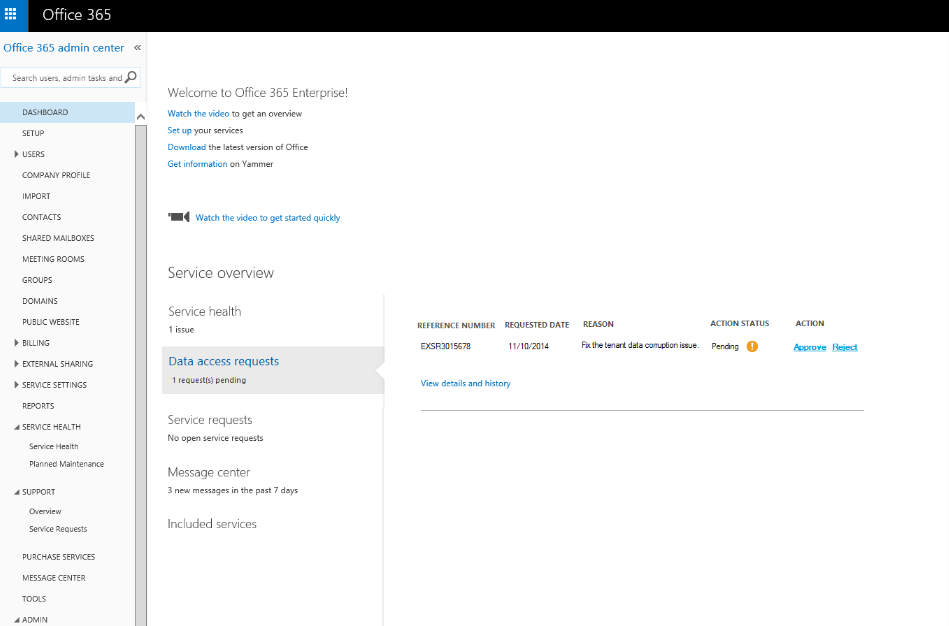 Office 365
Office 365 admin center «
Search users, admin tasks and
DASHBOARD
SETUP
USERS
COMPANY PROFILE
IMPORT
CONTACTS
SHARED MAILBOXES
MEETING ROOMS
GROUPS
DOMAINS
PUBLIC WEBSITE
BILLING
EXTERNAL SHARING
SERVICE SETTINGS
REPORTS
SERVICE HEALTH
Service Health
Planned Maintenance
SUPPORT
Overview
Service Requests
PURCHASE SERVICES
MESSAGE CENTER
TOOLS
ADMIN
Welcome to Office 365 Enterprise!
Watch the video to get an overview
Set up your services
Download the latest version of Office
Get information on Yammer
Watch the video to get started quickly
Service overview
Service health
1 issue
Data access requests
1 request(s) pending
Service requests
No open service requests
Message center
3 new messages in the past 7 days
Included services
REFERENCE NUMBER REQUESTED DATE REASON ACTION STATUS ACTION
EXSR3015678 11/10/2014 Fix the tenant data corruption issue. Pending ! Approve Reject
View details and history